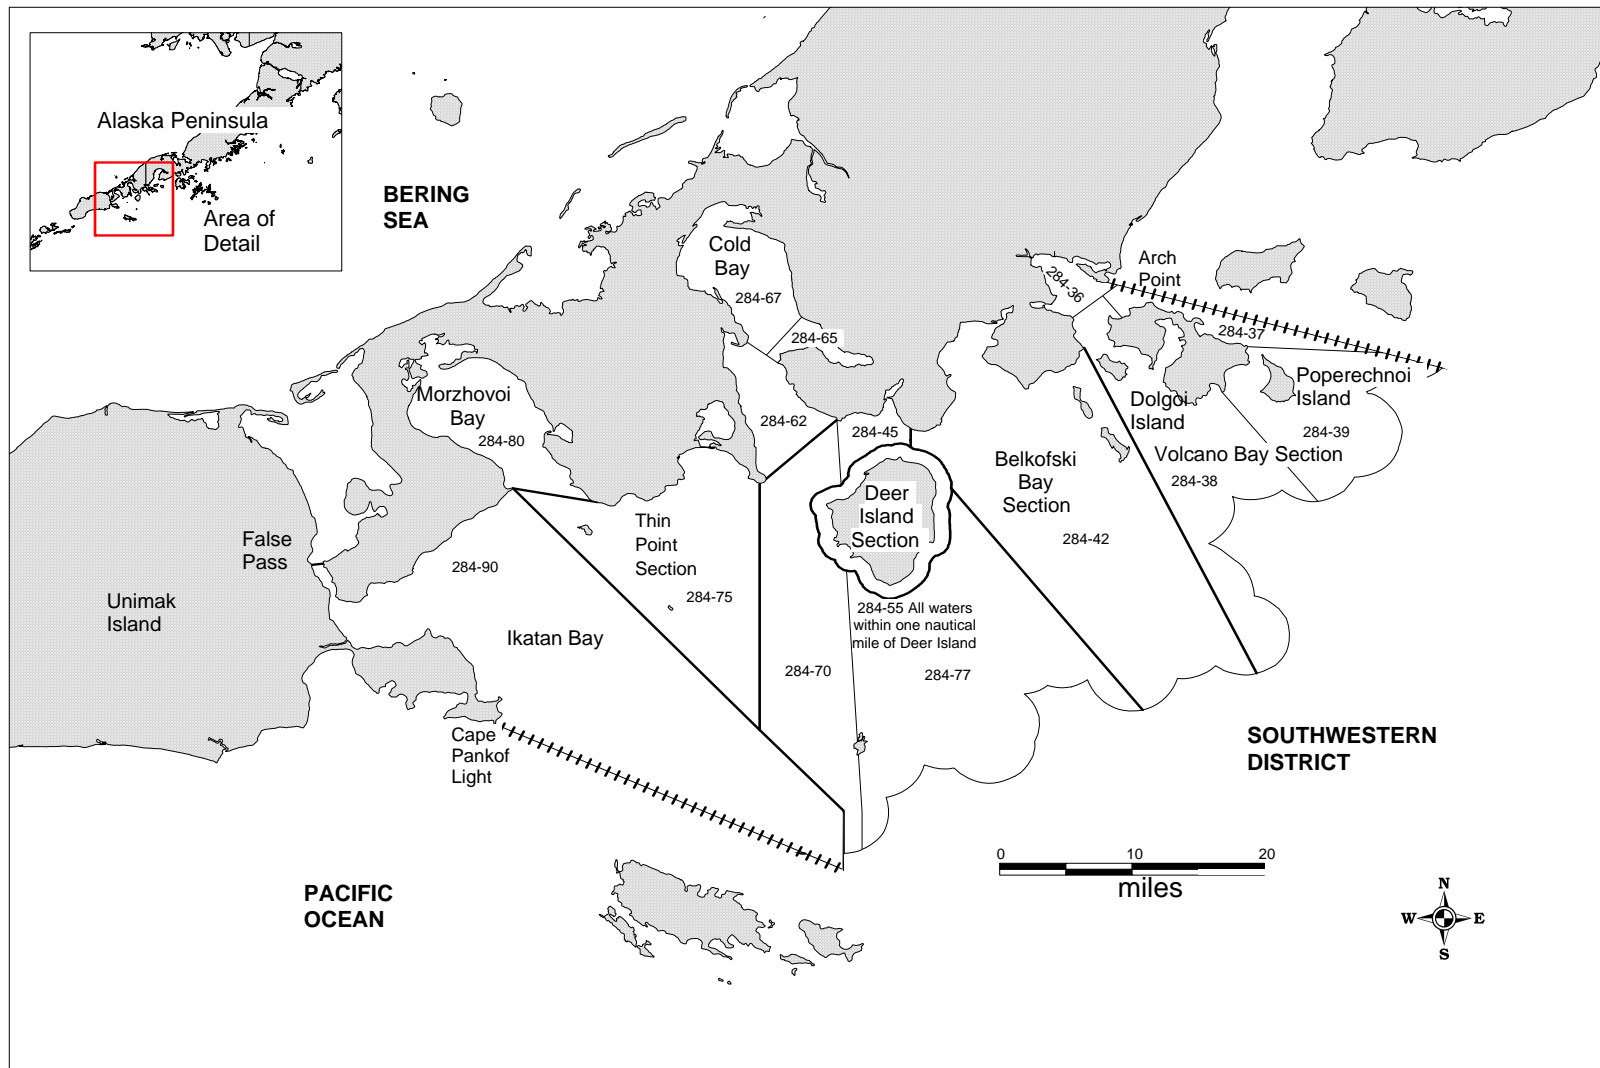 Alaska Peninsula
Area of
Detail
BERING
SEA
Cold
Bay
284-67
284-65
284-36
Arch
Point
284-37
Poperechnoi
Island
284-39
Dolgoi
Island
Volcano Bay Section
284-38
Morzhovoi
Bay
284-80
284-62
284-45
Belkofski
Bay
Section
284-42
Deer
Island
Section
Thin
Point
Section
284-75
False
Pass
284-90
Unimak
Island
Ikatan Bay
284-55 All waters
within one nautical
mile of Deer Island
284-70
284-77
Cape
Pankof
Light
SOUTHWESTERN
DISTRICT
PACIFIC
OCEAN
0 10 20
miles
N
W E
S